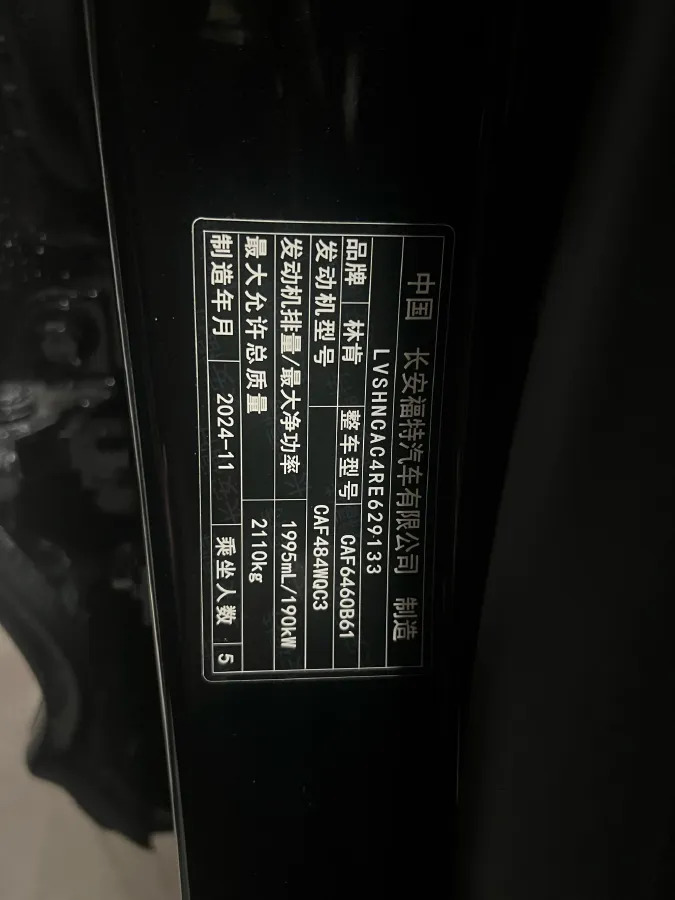 中国 长安福特汽车有限公司 制造
LVSHNCAC4RE629133
品牌 林肯 整车型号 CAF6460B61
发动机型号 CAF484WQC3
发动机排量/最大净功率 1995mL/190kW
最大允许总质量 2110kg
制造年月 2024-11 乘坐人数 5